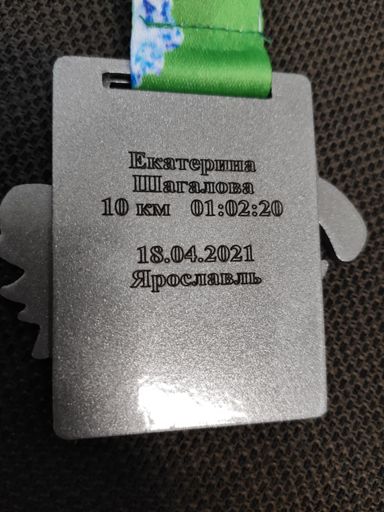 Екатерина
Шагалова
10 км 01:02:20
18.04.2021
Ярославль